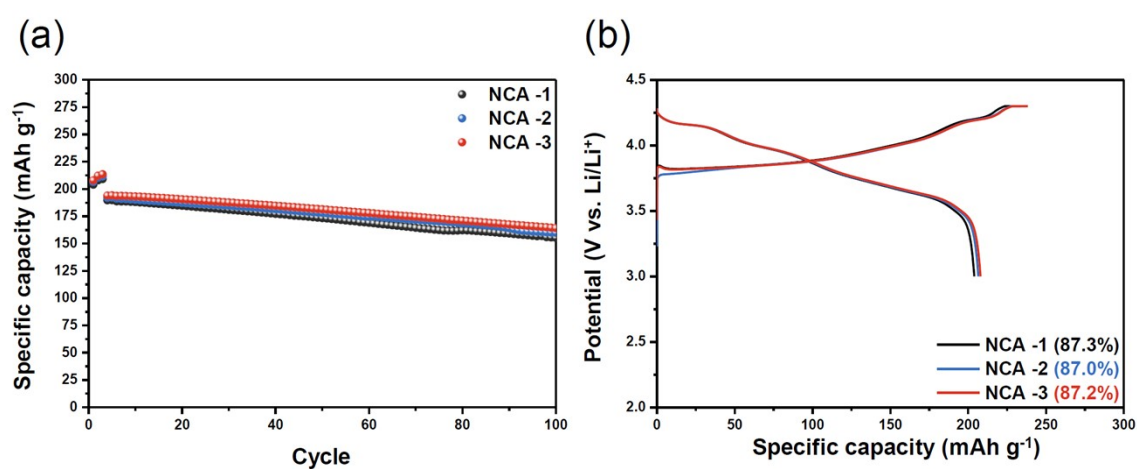 (a)
300
275
250
225
200
175
150
125
100
75
50
25
0
0 20 40 60 80 100
Specific capacity (mAh g⁻¹)
Cycle
NCA -1
NCA -2
NCA -3
(b)
4.5
4.0
3.5
3.0
2.5
2.0
0 50 100 150 200 250 300
Potential (V vs. Li/Li⁺)
Specific capacity (mAh g⁻¹)
NCA -1 (87.3%)
NCA -2 (87.0%)
NCA -3 (87.2%)